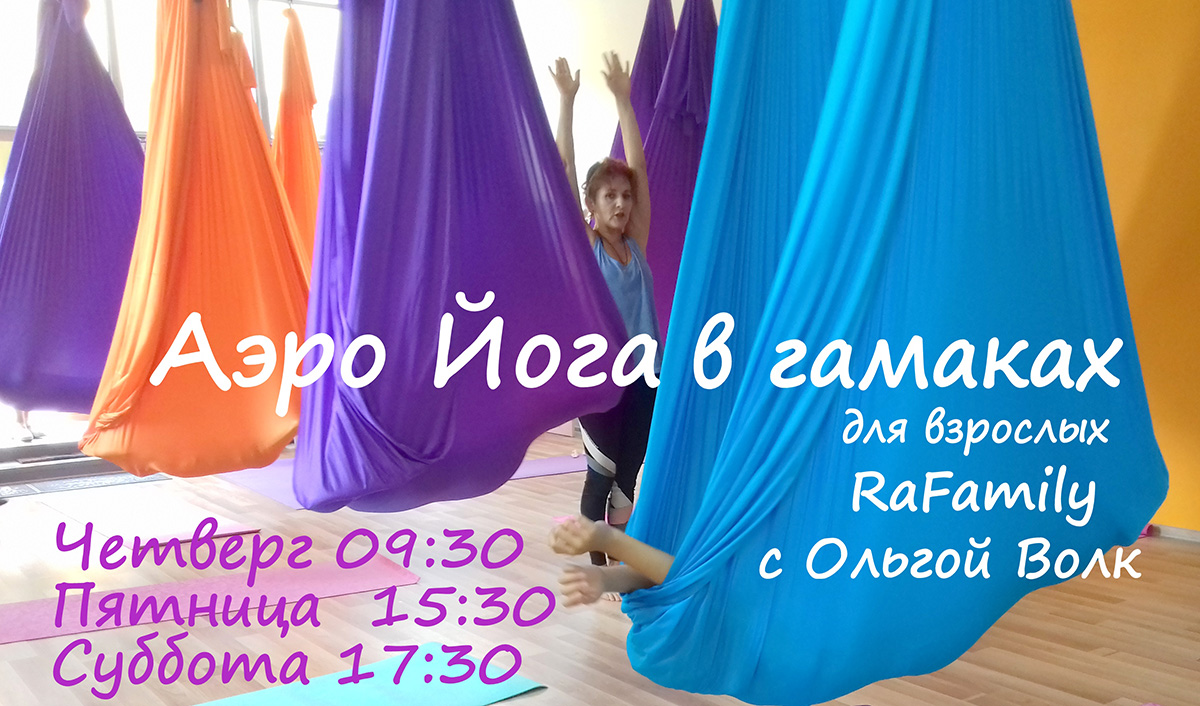 Аэро Йога в гамаках
для взрослых
RaFamily
с Ольгой Волк
Четверг 09:30
Пятница 15:30
Суббота 17:30